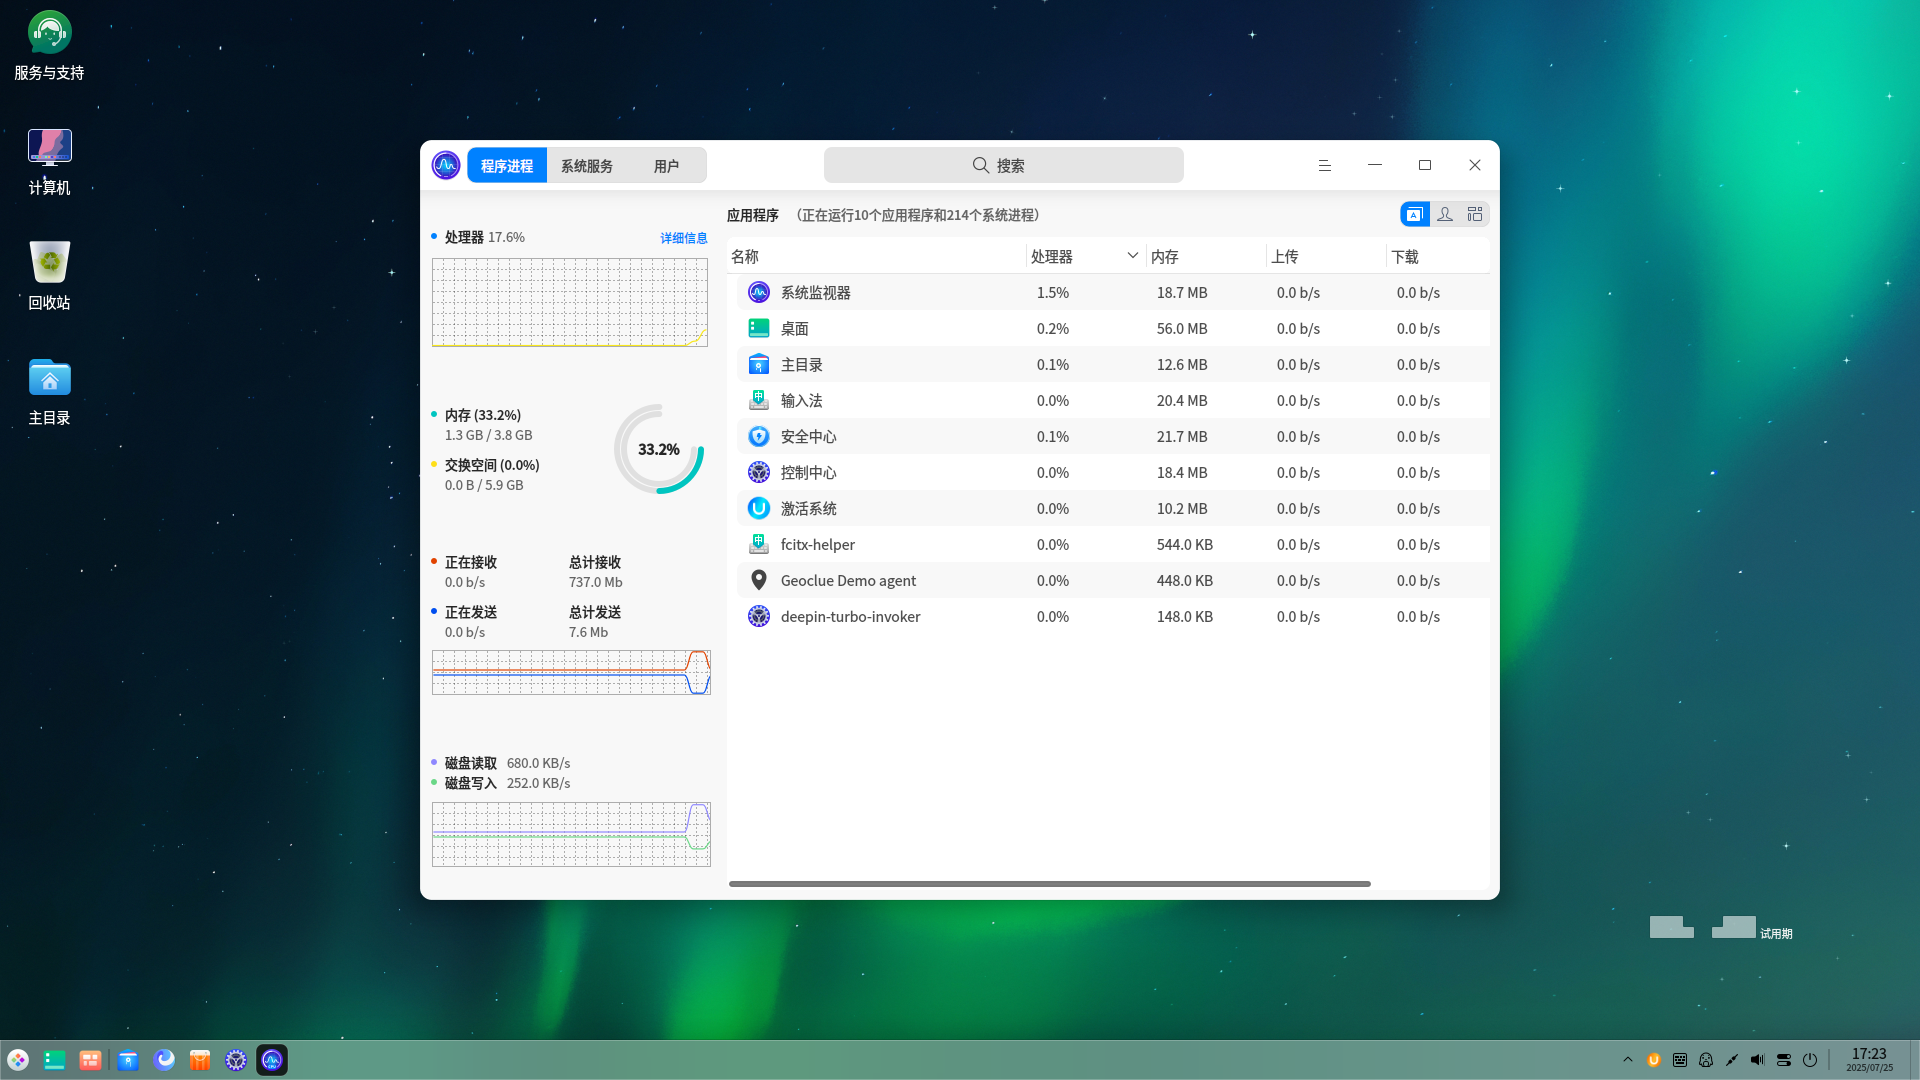 服务与支持
计算机
回收站
主目录
程序进程 系统服务 用户 搜索
处理器 17.6% 详细信息
内存 (33.2%)
1.3 GB / 3.8 GB
交换空间 (0.0%)
0.0 B / 5.9 GB
33.2%
正在接收 总计接收
0.0 b/s 737.0 Mb
正在发送 总计发送
0.0 b/s 7.6 Mb
磁盘读取 680.0 KB/s
磁盘写入 252.0 KB/s
应用程序 (正在运行10个应用程序和214个系统进程)
名称 处理器 内存 上传 下载
系统监视器 1.5% 18.7 MB 0.0 b/s 0.0 b/s
桌面 0.2% 56.0 MB 0.0 b/s 0.0 b/s
主目录 0.1% 12.6 MB 0.0 b/s 0.0 b/s
输入法 0.0% 20.4 MB 0.0 b/s 0.0 b/s
安全中心 0.1% 21.7 MB 0.0 b/s 0.0 b/s
控制中心 0.0% 18.4 MB 0.0 b/s 0.0 b/s
激活系统 0.0% 10.2 MB 0.0 b/s 0.0 b/s
fcitx-helper 0.0% 544.0 KB 0.0 b/s 0.0 b/s
Geoclue Demo agent 0.0% 448.0 KB 0.0 b/s 0.0 b/s
deepin-turbo-invoker 0.0% 148.0 KB 0.0 b/s 0.0 b/s
试用期
17:23
2025/07/25